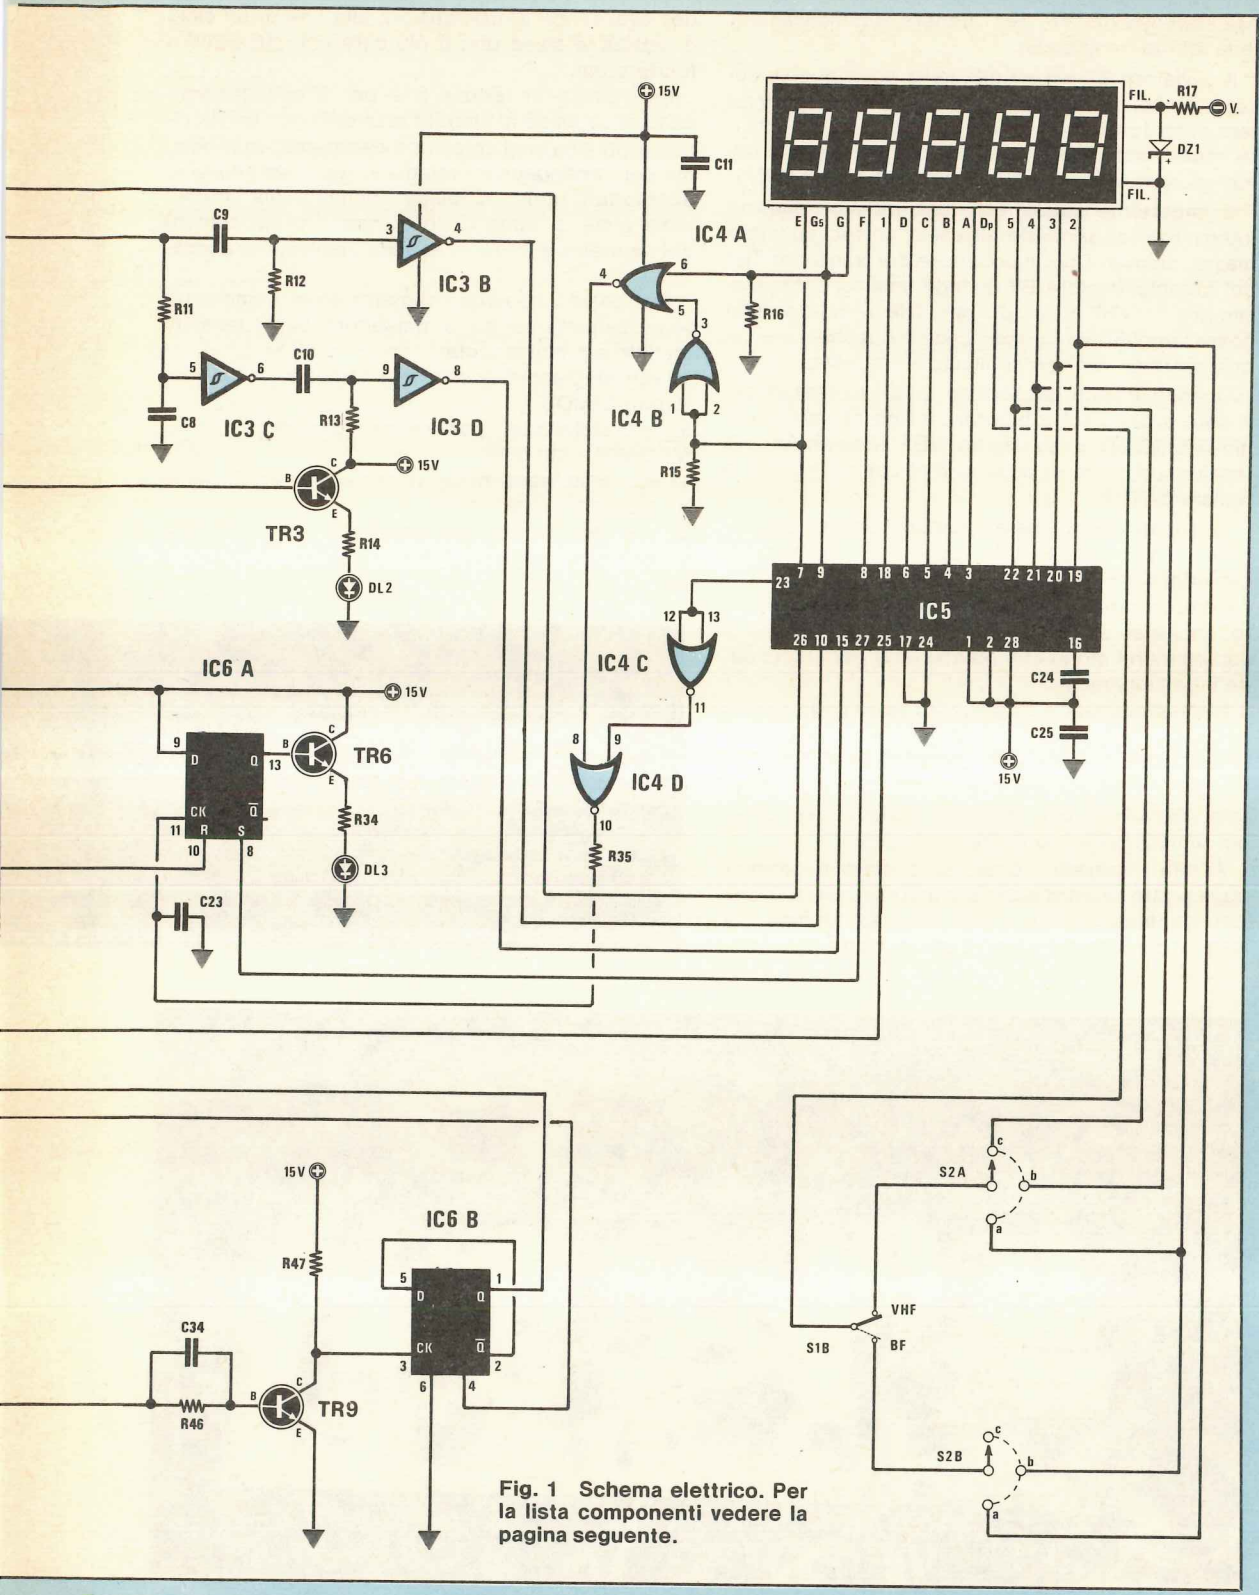 15V
FIL.
R17
V.
C11
DZ1
+
FIL.
C9
3
4
E G5 G F 1 D C B A Dp 5 4 3 2
IC4 A
R12
IC3 B
4
6
5
R16
R11
3
C10
5
6
9
8
IC4 B
1
2
C8
IC3 C
R13
IC3 D
C
15V
R15
B
E
TR3
R14
DL2
23
7 9 8 18 6 5 4 3 22 21 20 19
IC5
26 10 15 27 25 17 24 1 2 28 16
12
13
IC4 C
11
C24
C25
15V
IC6 A
15V
9
D
Q
13
B
C
E
TR6
8
9
IC4 D
10
CK
Q
11
R
S
10
8
R34
R35
DL3
C23
15V
IC6 B
R47
5
D
Q
1
CK
Q
3
2
6
4
C34
R46
B
C
E
TR9
S2A
c
b
a
VHF
BF
S1B
S2B
c
b
a
Fig. 1 Schema elettrico. Per
la lista componenti vedere la
pagina seguente.